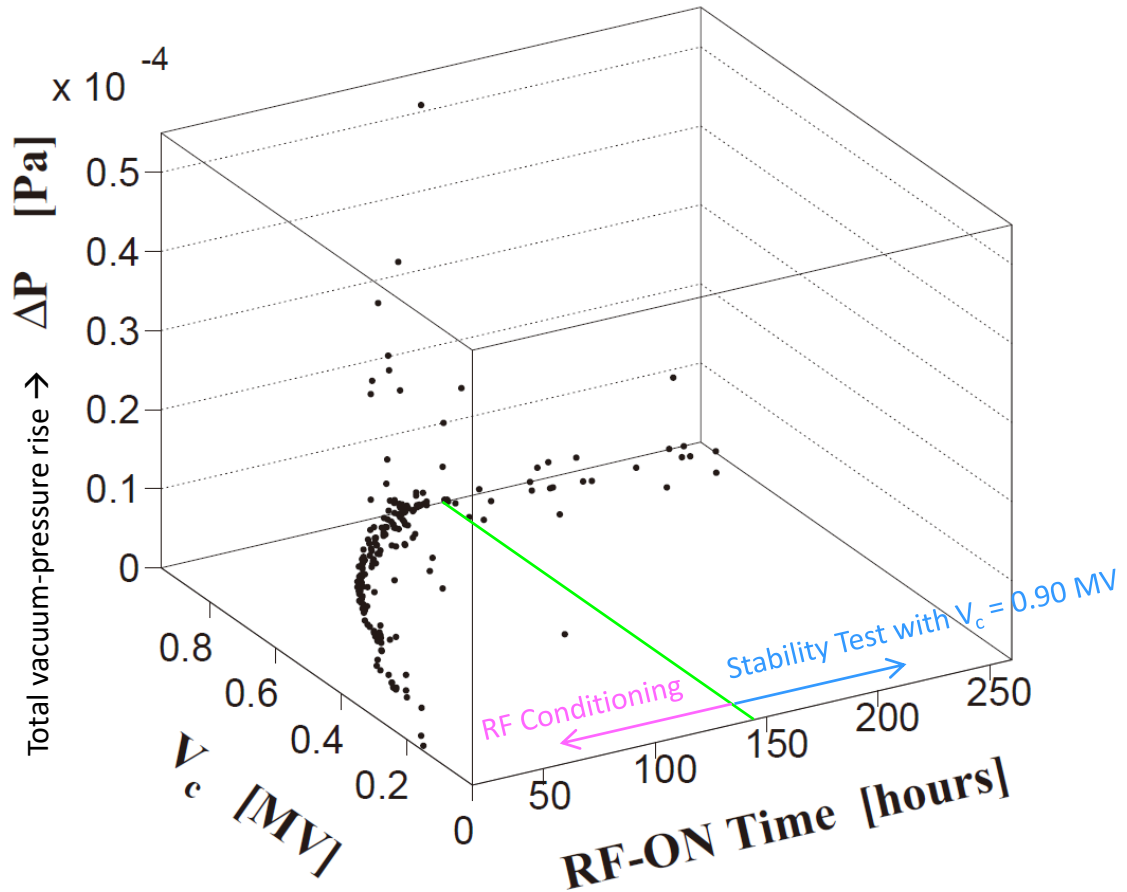 x 10 -4
ΔP [Pa]
Total vacuum-pressure rise →
0.5
0.4
0.3
0.2
0.1
0
0.8
0.6
0.4
0.2
0
Vc [MV]
50
100
150
200
250
RF-ON Time [hours]
RF Conditioning
Stability Test with Vc = 0.90 MV